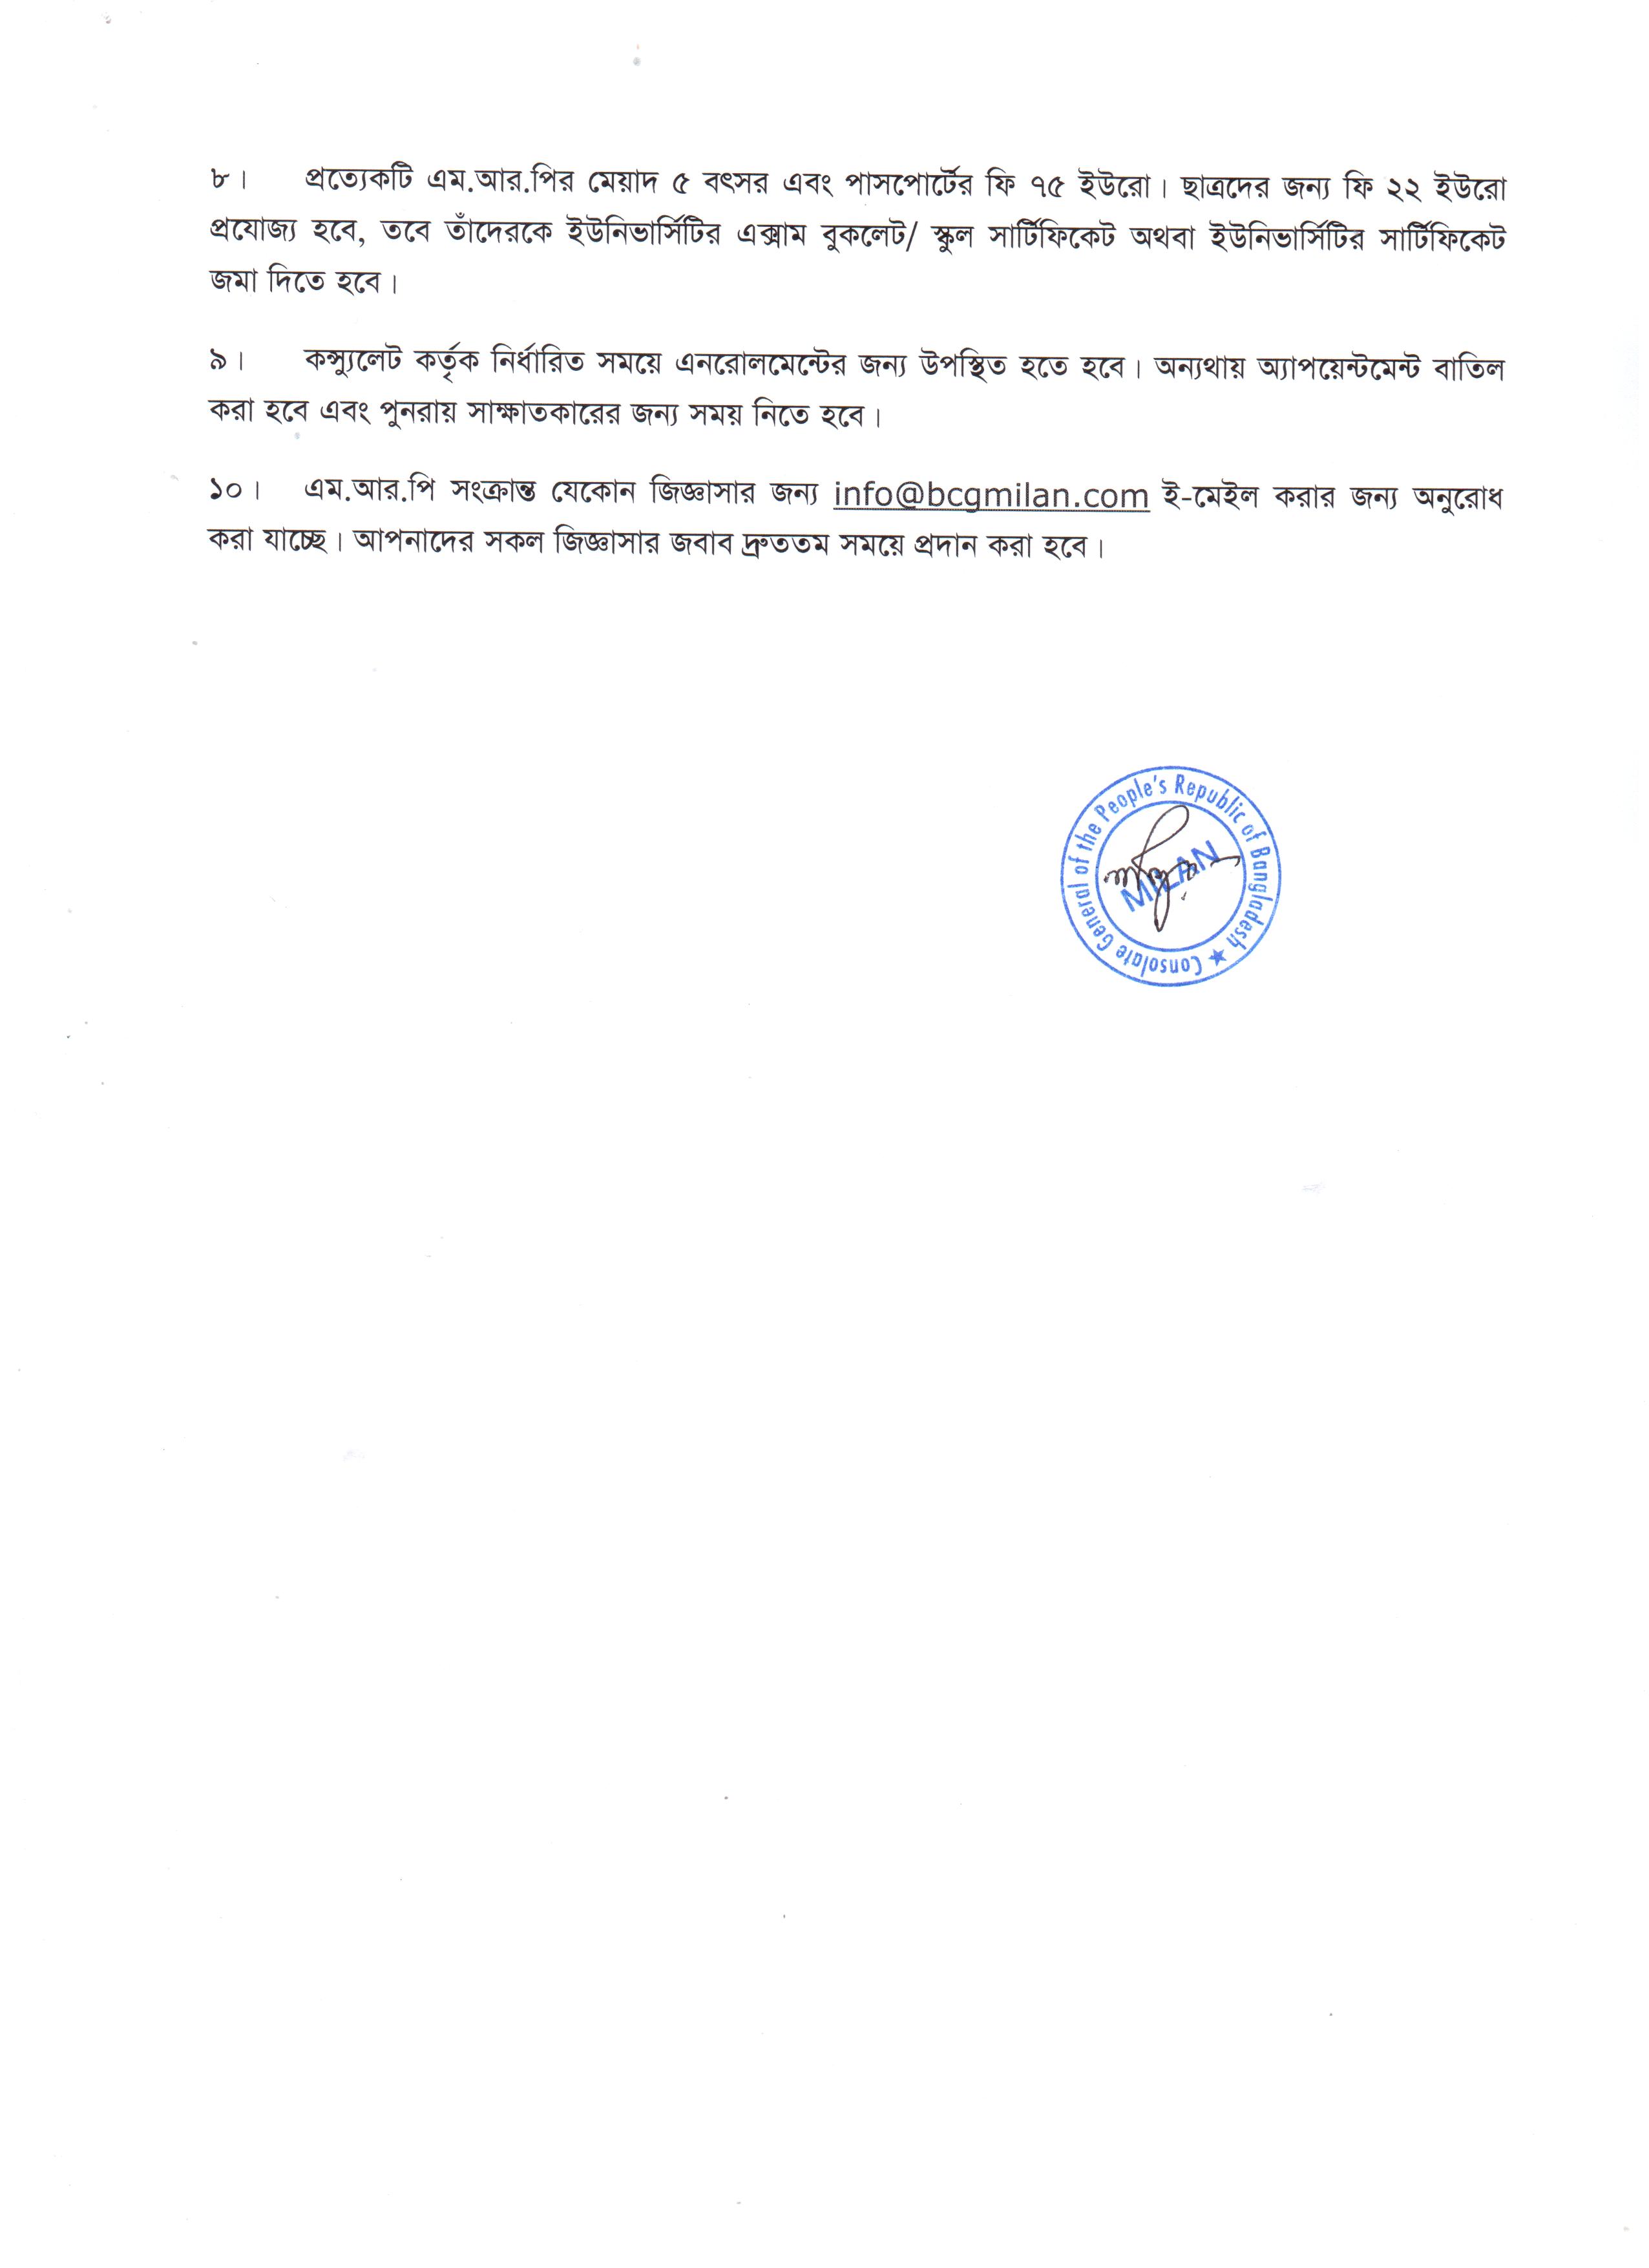 ৮। প্রত্যেকটি এম.আর.পির মেয়াদ ৫ বৎসর এবং পাসপোর্টের ফি ৭৫ ইউরো। ছাত্রদের জন্য ফি ২২ ইউরো
প্রযোজ্য হবে, তবে তাঁদেরকে ইউনিভার্সিটির এক্সাম বুকলেট/ স্কুল সার্টিফিকেট অথবা ইউনিভার্সিটির সার্টিফিকেট
জমা দিতে হবে।
৯। কন্স্যুলেট কর্তৃক নির্ধারিত সময়ে এনরোলমেন্টের জন্য উপস্থিত হতে হবে। অন্যথায় অ্যাপয়েন্টমেন্ট বাতিল
করা হবে এবং পুনরায় সাক্ষাতকারের জন্য সময় নিতে হবে।
১০। এম.আর.পি সংক্রান্ত যেকোন জিজ্ঞাসার জন্য info@bcgmilan.com ই-মেইল করার জন্য অনুরোধ
করা যাচ্ছে। আপনাদের সকল জিজ্ঞাসার জবাব দ্রুততম সময়ে প্রদান করা হবে।
Consolate General of the People's Republic of Bangladesh ★
MILAN